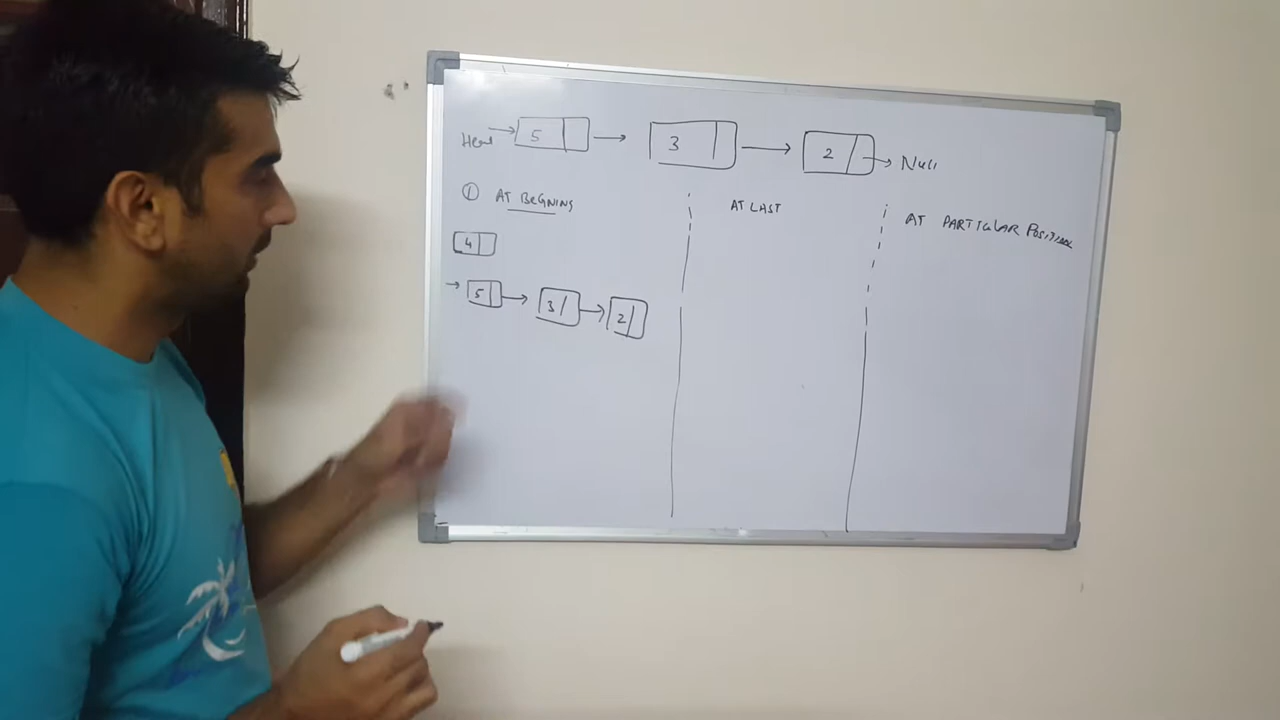 Head → 5 → 3 → 2 → Null
① AT BEGNING
AT LAST
AT PARTICULAR POSITION
4
→ 5 → 3 → 2